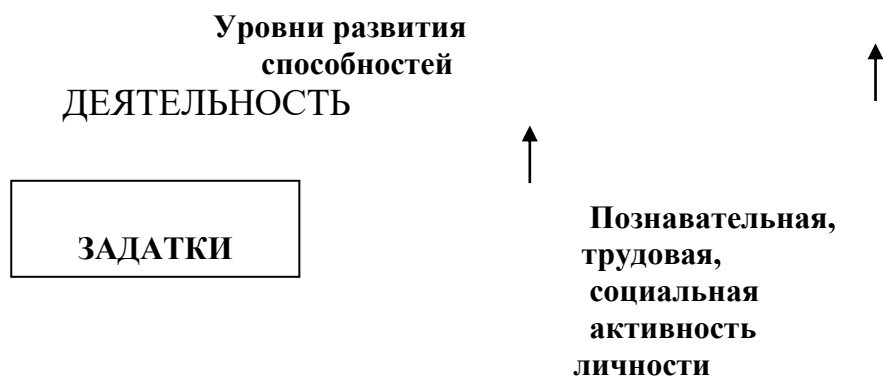 Уровни развития
способностей
ДЕЯТЕЛЬНОСТЬ
ЗАДАТКИ
Познавательная,
трудовая,
социальная
активность
личности